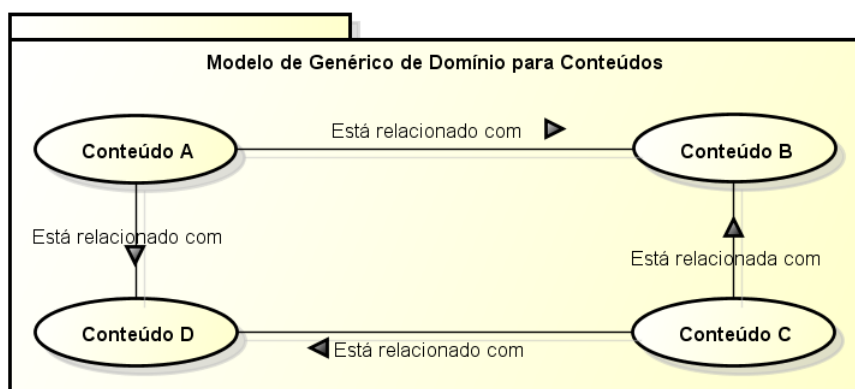 Modelo de Genérico de Domínio para Conteúdos
Está relacionado com
Conteúdo A
Conteúdo B
Está relacionado com
Está relacionada com
Conteúdo D
Conteúdo C
Está relacionado com